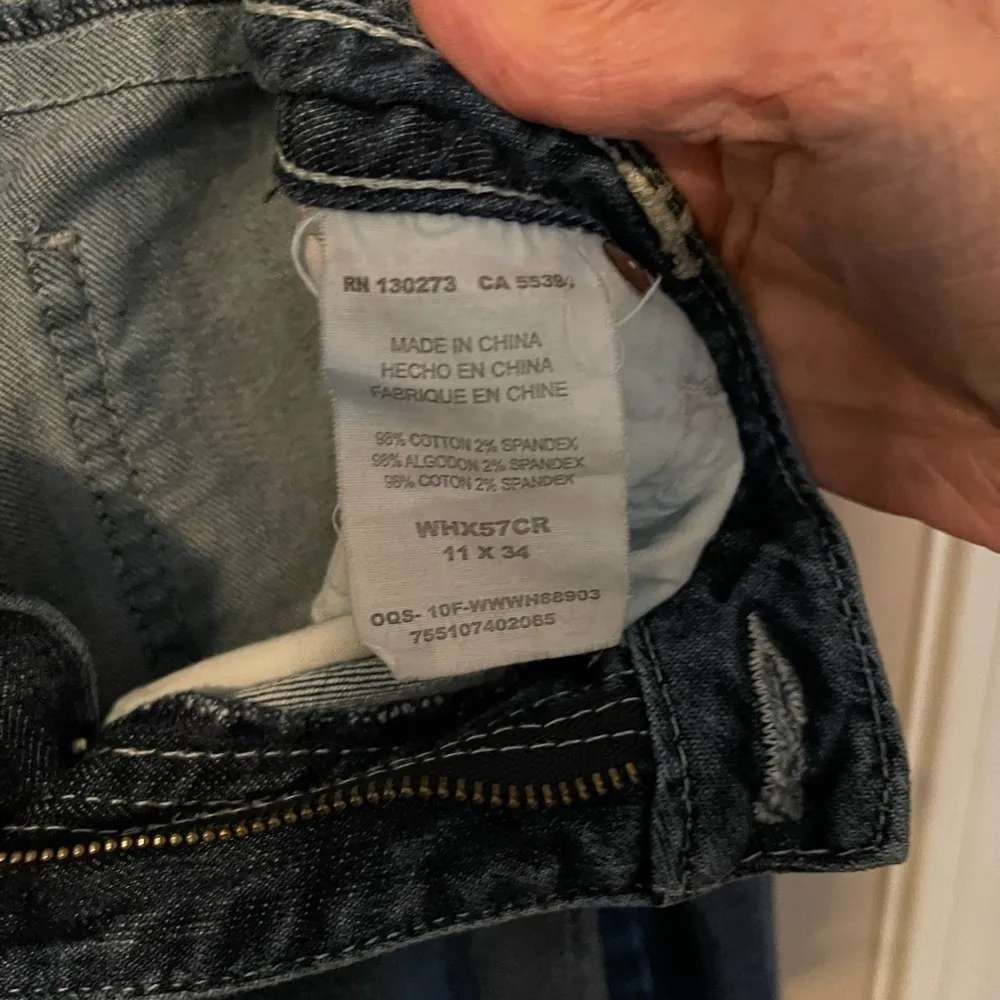 RN 130273 CA 55394
MADE IN CHINA
HECHO EN CHINA
FABRIQUE EN CHINE
98% COTTON 2% SPANDEX
98% ALGODON 2% SPANDEX
98% COTON 2% SPANDEX
WHX57CR
11 X 34
OQS- 10F-WWWH88903
755107402085